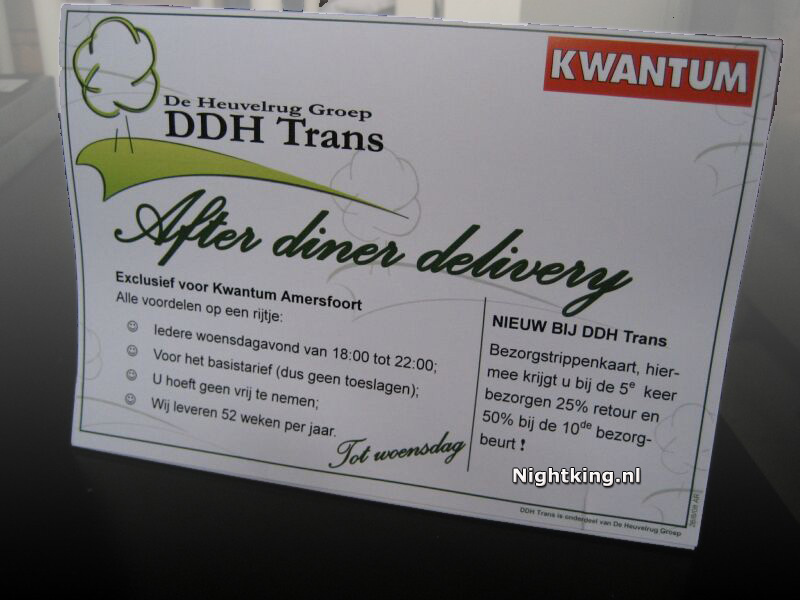 KWANTUM
De Heuvelrug Groep
DDH Trans
After diner delivery
Exclusief voor Kwantum Amersfoort
Alle voordelen op een rijtje:
Iedere woensdagavond van 18:00 tot 22:00;
Voor het basistarief (dus geen toeslagen);
U hoeft geen vrij te nemen;
Wij leveren 52 weken per jaar.
Tot woensdag
NIEUW BIJ DDH Trans
Bezorgstrippenkaart, hier-
mee krijgt u bij de 5e keer
bezorgen 25% retour en
50% bij de 10de bezorg-
beurt !
Nightking.nl
DDH Trans is onderdeel van De Heuvelrug Groep
26/8/08 AR